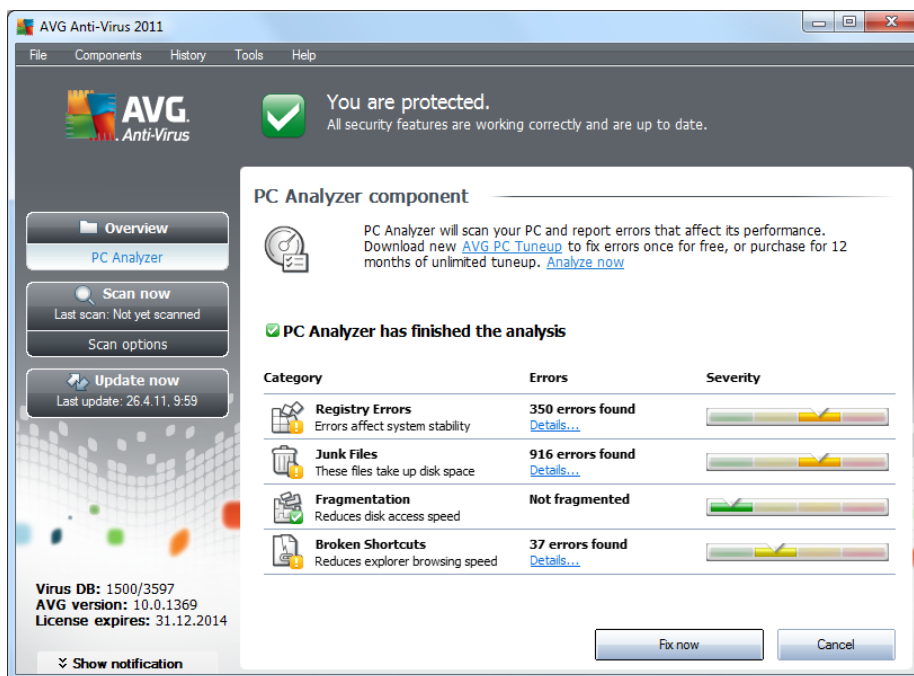 AVG Anti-Virus 2011
File Components History Tools Help
AVG.
Anti-Virus
You are protected.
All security features are working correctly and are up to date.
Overview
PC Analyzer
Scan now
Last scan: Not yet scanned
Scan options
Update now
Last update: 26.4.11, 9:59
Virus DB: 1500/3597
AVG version: 10.0.1369
License expires: 31.12.2014
Show notification
PC Analyzer component
PC Analyzer will scan your PC and report errors that affect its performance.
Download new AVG PC Tuneup to fix errors once for free, or purchase for 12
months of unlimited tuneup. Analyze now
PC Analyzer has finished the analysis
Category Errors Severity
Registry Errors 350 errors found
Errors affect system stability Details...
Junk Files 916 errors found
These files take up disk space Details...
Fragmentation Not fragmented
Reduces disk access speed
Broken Shortcuts 37 errors found
Reduces explorer browsing speed Details...
Fix now Cancel